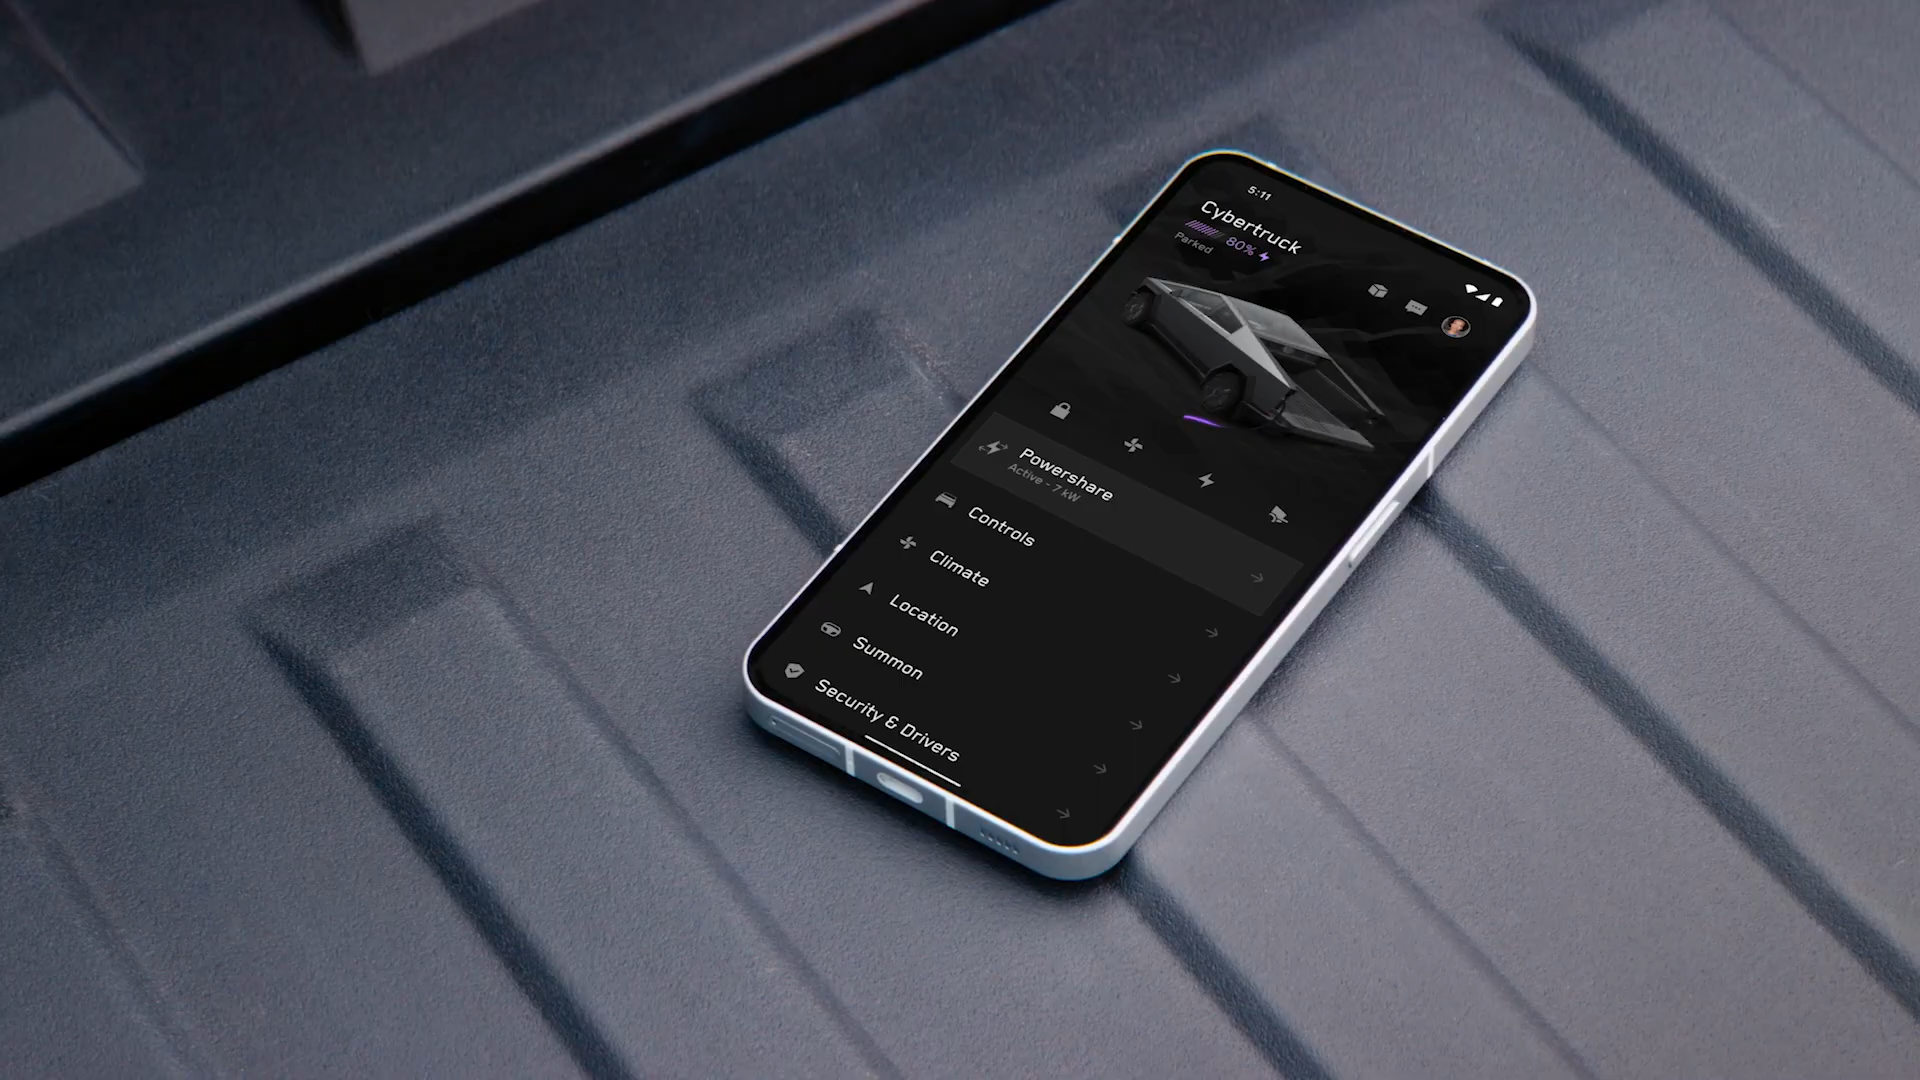 5:11
Cybertruck
80%
Parked
Powershare
Active - 7 kW
Controls
Climate
Location
Summon
Security & Drivers